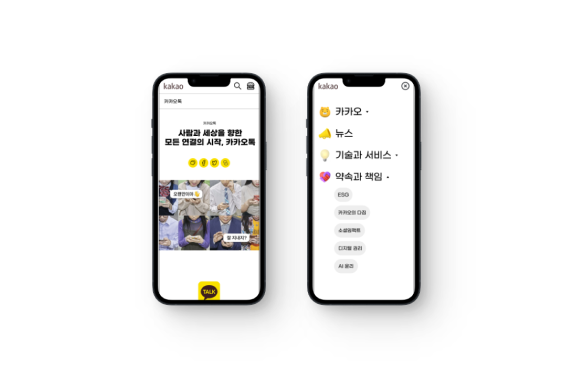 kakao
카카오톡
카카오톡
사람과 세상을 향한
모든 연결의 시작, 카카오톡
오랜만이야
잘 지내지?
TALK
kakao
카카오
뉴스
기술과 서비스
약속과 책임
ESG
카카오의 다짐
소셜임팩트
디지털 권리
AI 윤리